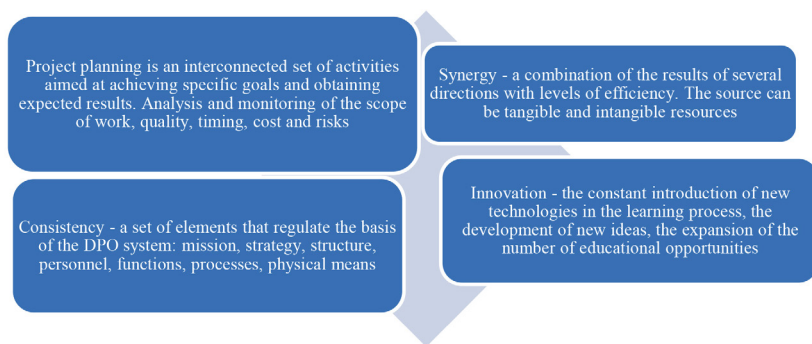 Project planning is an interconnected set of activities
aimed at achieving specific goals and obtaining
expected results. Analysis and monitoring of the scope
of work, quality, timing, cost and risks
Synergy - a combination of the results of several
directions with levels of efficiency. The source can
be tangible and intangible resources
Consistency - a set of elements that regulate the basis
of the DPO system: mission, strategy, structure,
personnel, functions, processes, physical means
Innovation - the constant introduction of new
technologies in the learning process, the
development of new ideas, the expansion of the
number of educational opportunities